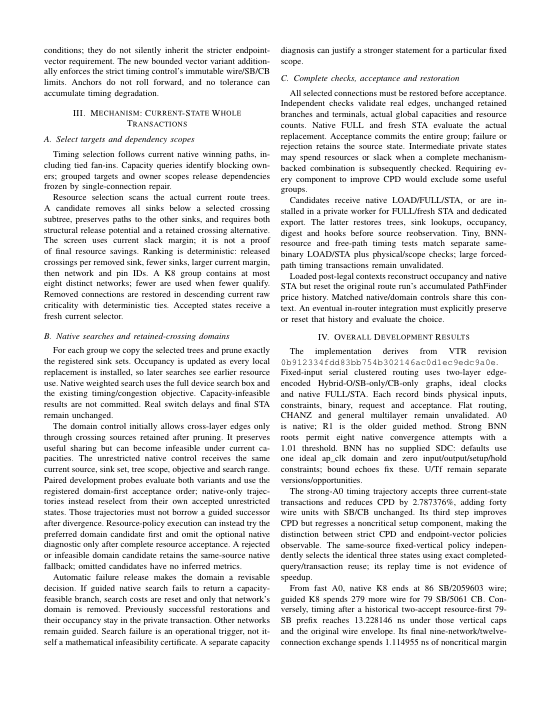 conditions; they do not silently inherit the stricter endpoint-
vector requirement. The new bounded vector variant addition-
ally enforces the strict timing control's immutable wire/SB/CB
limits. Anchors do not roll forward, and no tolerance can
accumulate timing degradation.
III. MECHANISM: CURRENT-STATE WHOLE
TRANSACTIONS
A. Select targets and dependency scopes
Timing selection follows current native winning paths, in-
cluding tied fan-ins. Capacity queries identify blocking own-
ers; grouped targets and owner scopes release dependencies
frozen by single-connection repair.
Resource selection scans the actual current route trees.
A candidate removes all sinks below a selected crossing
subtree, preserves paths to the other sinks, and requires both
structural release potential and a retained crossing alternative.
The screen uses current slack margin; it is not a proof
of final resource savings. Ranking is deterministic: released
crossings per removed sink, fewer sinks, larger current margin,
then network and pin IDs. A K8 group contains at most
eight distinct networks; fewer are used when fewer qualify.
Removed connections are restored in descending current raw
criticality with deterministic ties. Accepted states receive a
fresh current selector.
B. Native searches and retained-crossing domains
For each group we copy the selected trees and prune exactly
the registered sink sets. Occupancy is updated as every local
replacement is installed, so later searches see earlier resource
use. Native weighted search uses the full device search box and
the existing timing/congestion objective. Capacity-infeasible
results are not committed. Real switch delays and final STA
remain unchanged.
The domain control initially allows cross-layer edges only
through crossings retained after pruning. It preserves
useful sharing but can become infeasible under current ca-
pacities. The unrestricted native control receives the same
current source, sink set, tree scope, objective and search range.
Paired development probes evaluate both variants and use the
registered domain-first acceptance order; native-only trajec-
tories instead reselect from their own accepted unrestricted
states. Those trajectories must not borrow a guided successor
after divergence. Resource-policy execution can instead try the
preferred domain candidate first and omit the optional native
diagnostic only after complete resource acceptance. A rejected
or infeasible domain candidate retains the same-source native
fallback; omitted candidates have no inferred metrics.
Automatic failure release makes the domain a revisable
decision. If guided native search fails to return a capacity-
feasible branch, search costs are reset and only that network's
domain is removed. Previously successful restorations and
their occupancy stay in the private transaction. Other networks
remain guided. Search failure is an operational trigger, not it-
self a mathematical infeasibility certificate. A separate capacity
diagnosis can justify a stronger statement for a particular fixed
scope.
C. Complete checks, acceptance and restoration
All selected connections must be restored before acceptance.
Independent checks validate real edges, unchanged retained
branches and terminals, actual global capacities and resource
counts. Native FULL and fresh STA evaluate the actual
replacement. Acceptance commits the entire group; failure or
rejection retains the source state. Intermediate private states
may spend resources or slack when a complete mechanism-
backed combination is subsequently checked. Requiring ev-
ery component to improve CPD would exclude some useful
groups.
Candidates receive native LOAD/FULL/STA, or are in-
stalled in a private worker for FULL/fresh STA and dedicated
export. The latter restores trees, sink lookups, occupancy,
digest and hooks before source reobservation. Tiny, BNN-
resource and free-path timing tests match separate same-
binary LOAD/STA plus physical/scope checks; large forced-
path timing transactions remain unvalidated.
Loaded post-legal contexts reconstruct occupancy and native
STA but reset the original route run's accumulated PathFinder
price history. Matched native/domain controls share this con-
text. An eventual in-router integration must explicitly preserve
or reset that history and evaluate the choice.
IV. OVERALL DEVELOPMENT RESULTS
The implementation derives from VTR revision
0b912334fdd83bb754b302146ac0d1ec9edc9a0e.
Fixed-input serial clustered routing uses two-layer edge-
encoded Hybrid-O/SB-only/CB-only graphs, ideal clocks
and native FULL/STA. Each record binds physical inputs,
constraints, binary, request and acceptance. Flat routing,
CHANZ and general multilayer remain unvalidated. A0
is native; R1 is the older guided method. Strong BNN
roots permit eight native convergence attempts with a
1.01 threshold. BNN has no supplied SDC: defaults use
one ideal ap_clk domain and zero input/output/setup/hold
constraints; bound echoes fix these. U/Tf remain separate
versions/opportunities.
The strong-A0 timing trajectory accepts three current-state
transactions and reduces CPD by 2.787376%, adding forty
wire units with SB/CB unchanged. Its third step improves
CPD but regresses a noncritical setup component, making the
distinction between strict CPD and endpoint-vector policies
observable. The same-source fixed-vertical policy indepen-
dently selects the identical three states using exact completed-
query/transaction reuse; its replay time is not evidence of
speedup.
From fast A0, native K8 ends at 86 SB/2059603 wire;
guided K8 spends 279 more wire for 79 SB/5061 CB. Con-
versely, timing after a historical two-accept resource-first 79-
SB prefix reaches 13.228146 ns under those vertical caps
and the original wire envelope. Its final nine-network/twelve-
connection exchange spends 1.114955 ns of noncritical margin